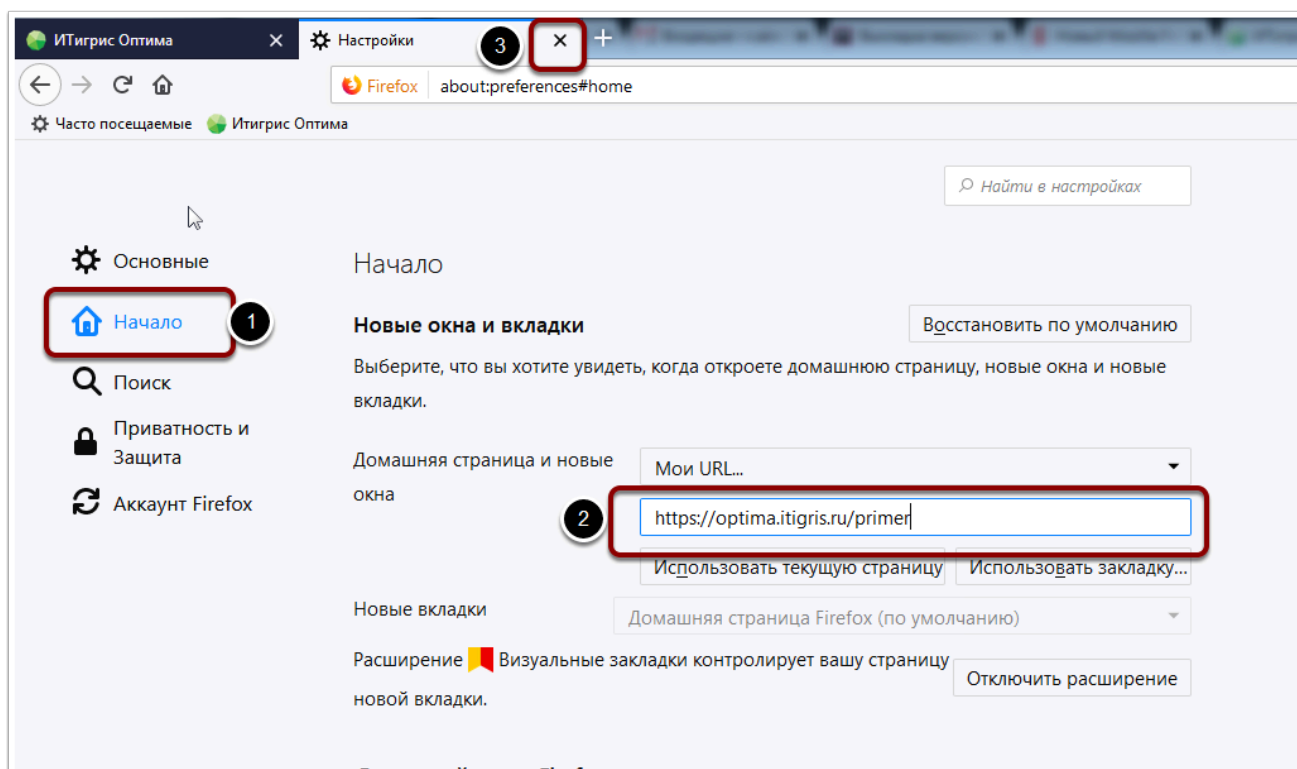 ИТигрис Оптима
Настройки
3
Firefox about:preferences#home
Часто посещаемые Итигрис Оптима
Найти в настройках
Основные
Начало
Начало
1
Новые окна и вкладки
Восстановить по умолчанию
Выберите, что вы хотите увидеть, когда откроете домашнюю страницу, новые окна и новые
вкладки.
Поиск
Приватность и
Защита
Аккаунт Firefox
Домашняя страница и новые
окна
Мои URL...
2
https://optima.itigris.ru/primer
Использовать текущую страницу
Использовать закладку...
Новые вкладки
Домашняя страница Firefox (по умолчанию)
Расширение Визуальные закладки контролирует вашу страницу
новой вкладки.
Отключить расширение